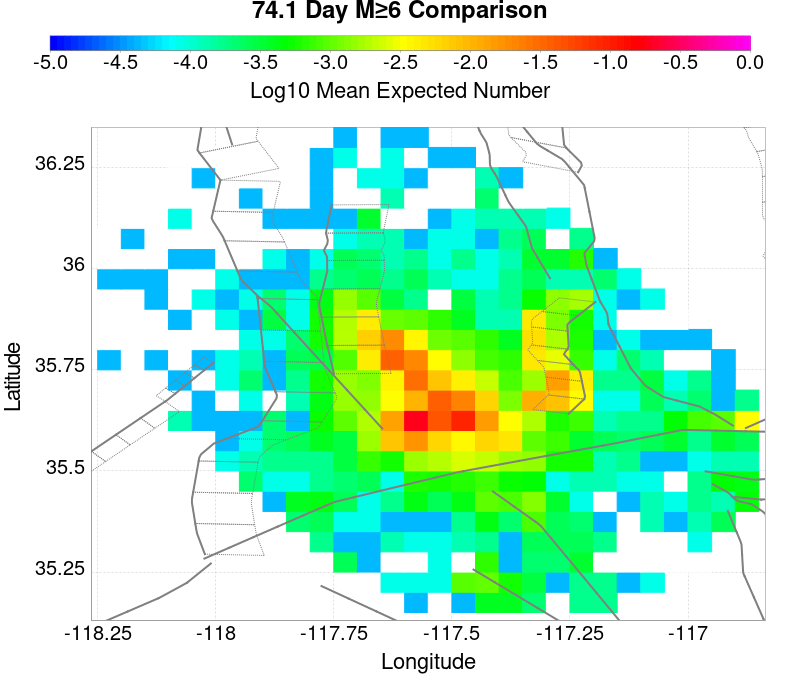 74.1 Day M≥6 Comparison
-5.0 -4.5 -4.0 -3.5 -3.0 -2.5 -2.0 -1.5 -1.0 -0.5 0.0
Log10 Mean Expected Number
36.25
36
35.75
35.5
35.25
Latitude
-118.25 -118 -117.75 -117.5 -117.25 -117
Longitude